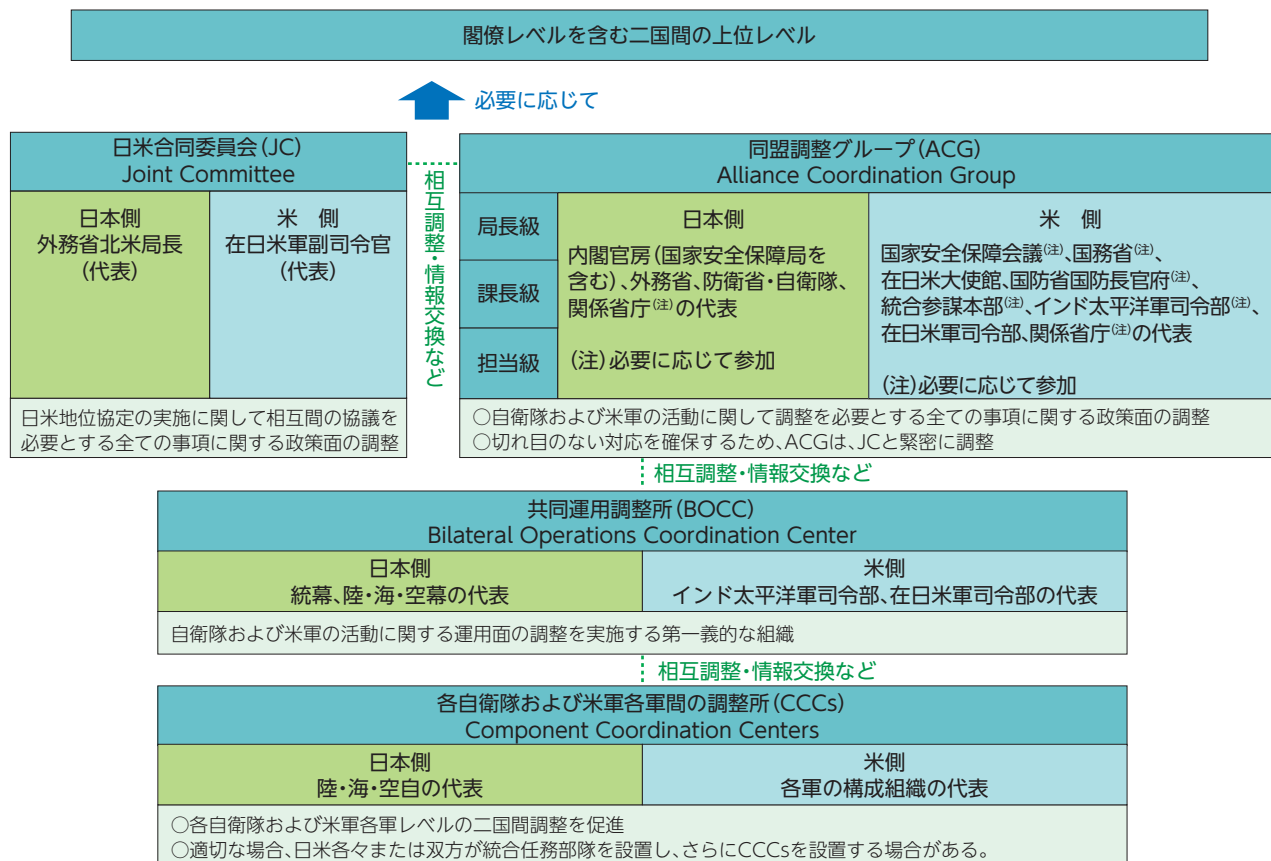 閣僚レベルを含む二国間の上位レベル
必要に応じて
日米合同委員会(JC)
Joint Committee
日本側
外務省北米局長
(代表)
米　側
在日米軍副司令官
(代表)
日米地位協定の実施に関して相互間の協議を
必要とする全ての事項に関する政策面の調整
相互調整・情報交換など
同盟調整グループ(ACG)
Alliance Coordination Group
局長級
課長級
担当級
日本側
内閣官房(国家安全保障局を
含む)、外務省、防衛省・自衛隊、
関係省庁(注)の代表
(注)必要に応じて参加
米　側
国家安全保障会議(注)、国務省(注)、
在日米大使館、国防省国防長官府(注)、
統合参謀本部(注)、インド太平洋軍司令部(注)、
在日米軍司令部、関係省庁(注)の代表
(注)必要に応じて参加
○自衛隊および米軍の活動に関して調整を必要とする全ての事項に関する政策面の調整
○切れ目のない対応を確保するため、ACGは、JCと緊密に調整
相互調整・情報交換など
共同運用調整所(BOCC)
Bilateral Operations Coordination Center
日本側
統幕、陸・海・空幕の代表
米側
インド太平洋軍司令部、在日米軍司令部の代表
自衛隊および米軍の活動に関する運用面の調整を実施する第一義的な組織
相互調整・情報交換など
各自衛隊および米軍各軍間の調整所(CCCs)
Component Coordination Centers
日本側
陸・海・空自の代表
米側
各軍の構成組織の代表
○各自衛隊および米軍各軍レベルの二国間調整を促進
○適切な場合、日米各々または双方が統合任務部隊を設置し、さらにCCCsを設置する場合がある。